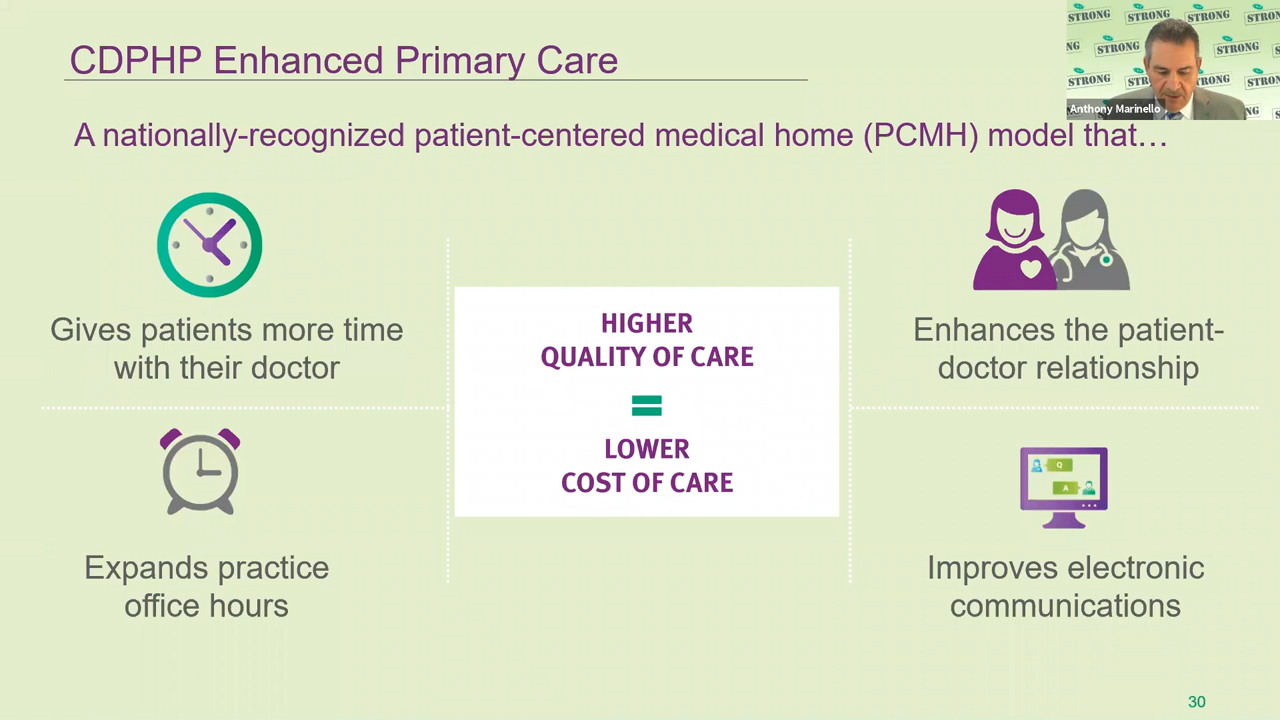 CDPHP Enhanced Primary Care
STRONG
STRONG
STRONG
STRONG
STRONG
STRONG
STRONG
STRONG
Anthony Marinello
A nationally-recognized patient-centered medical home (PCMH) model that…
Gives patients more time
with their doctor
HIGHER
QUALITY OF CARE
=
LOWER
COST OF CARE
Enhances the patient-
doctor relationship
Q
A
Expands practice
office hours
Improves electronic
communications
30